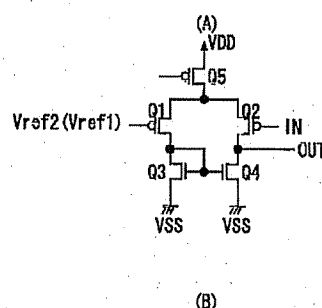 (A)
VDD
Q5
Q1
Q2
Vref2(Vref1)
IN
OUT
Q3
Q4
VSS
VSS
(B)